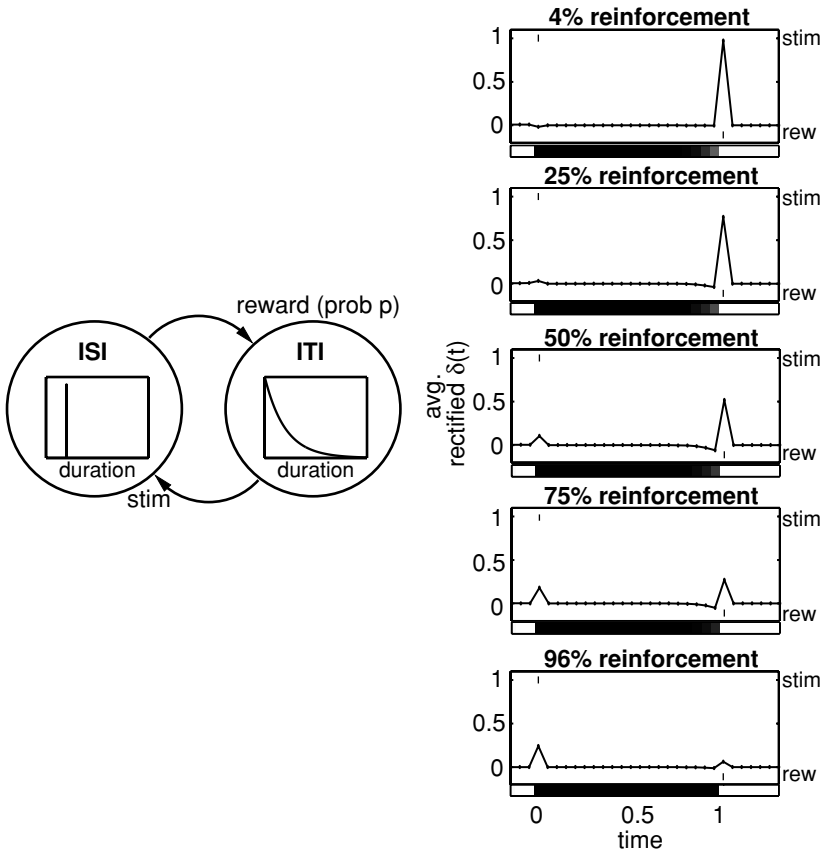 reward (prob p)
ISI
ITI
duration
duration
stim
4% reinforcement
1
0.5
0
stim
rew
25% reinforcement
1
0.5
0
stim
rew
50% reinforcement
avg.
rectified δ(t)
1
0.5
0
stim
rew
75% reinforcement
1
0.5
0
stim
rew
96% reinforcement
1
0.5
0
stim
rew
0 0.5 1
time